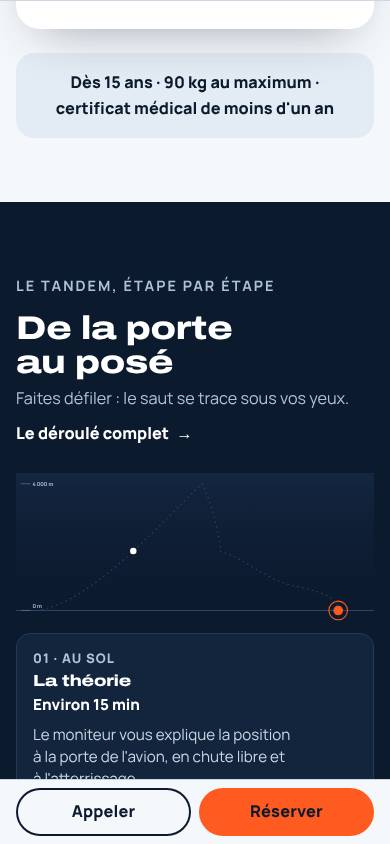 Dès 15 ans · 90 kg au maximum ·
certificat médical de moins d'un an
LE TANDEM, ÉTAPE PAR ÉTAPE
De la porte
au posé
Faites défiler : le saut se trace sous vos yeux.
Le déroulé complet →
4 000 m
0 m
01 · AU SOL
La théorie
Environ 15 min
Le moniteur vous explique la position
à la porte de l'avion, en chute libre et
à l'atterrissage
Appeler
Réserver